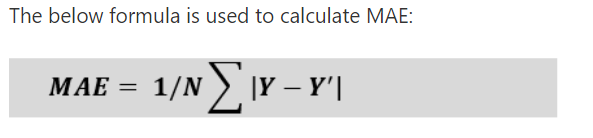 The below formula is used to calculate MAE:
MAE = 1/N ∑ |Y – Y'|